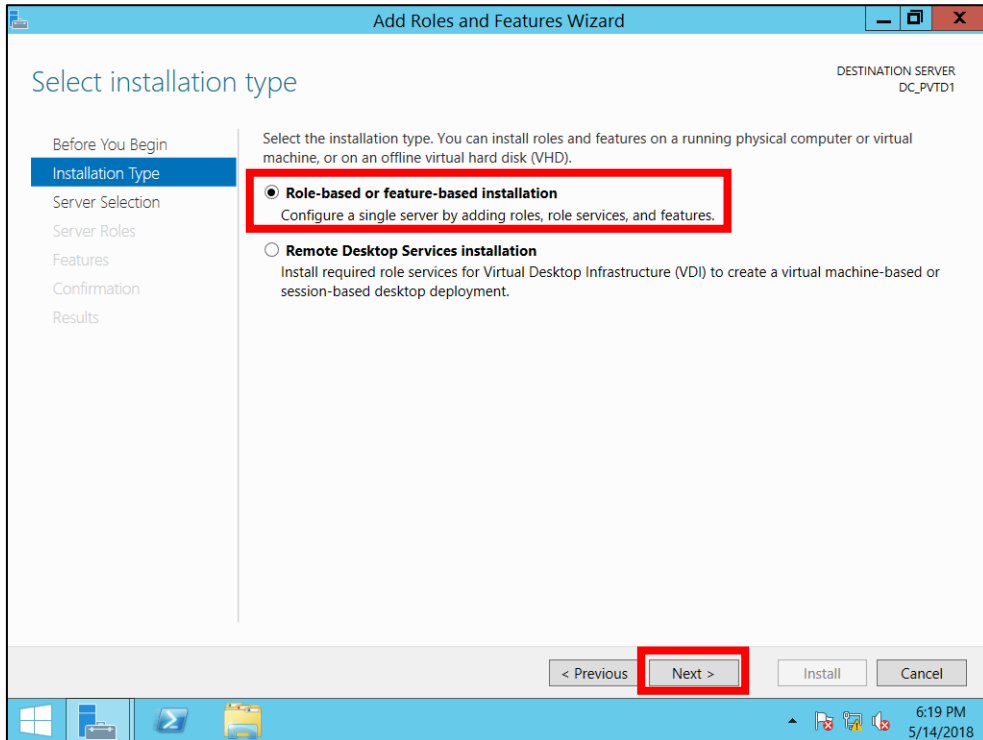 Add Roles and Features Wizard
Select installation type
DESTINATION SERVER
DC_PVTD1
Before You Begin
Installation Type
Server Selection
Server Roles
Features
Confirmation
Results
Select the installation type. You can install roles and features on a running physical computer or virtual
machine, or on an offline virtual hard disk (VHD).
Role-based or feature-based installation
Configure a single server by adding roles, role services, and features.
Remote Desktop Services installation
Install required role services for Virtual Desktop Infrastructure (VDI) to create a virtual machine-based or
session-based desktop deployment.
< Previous
Next >
Install
Cancel
6:19 PM
5/14/2018